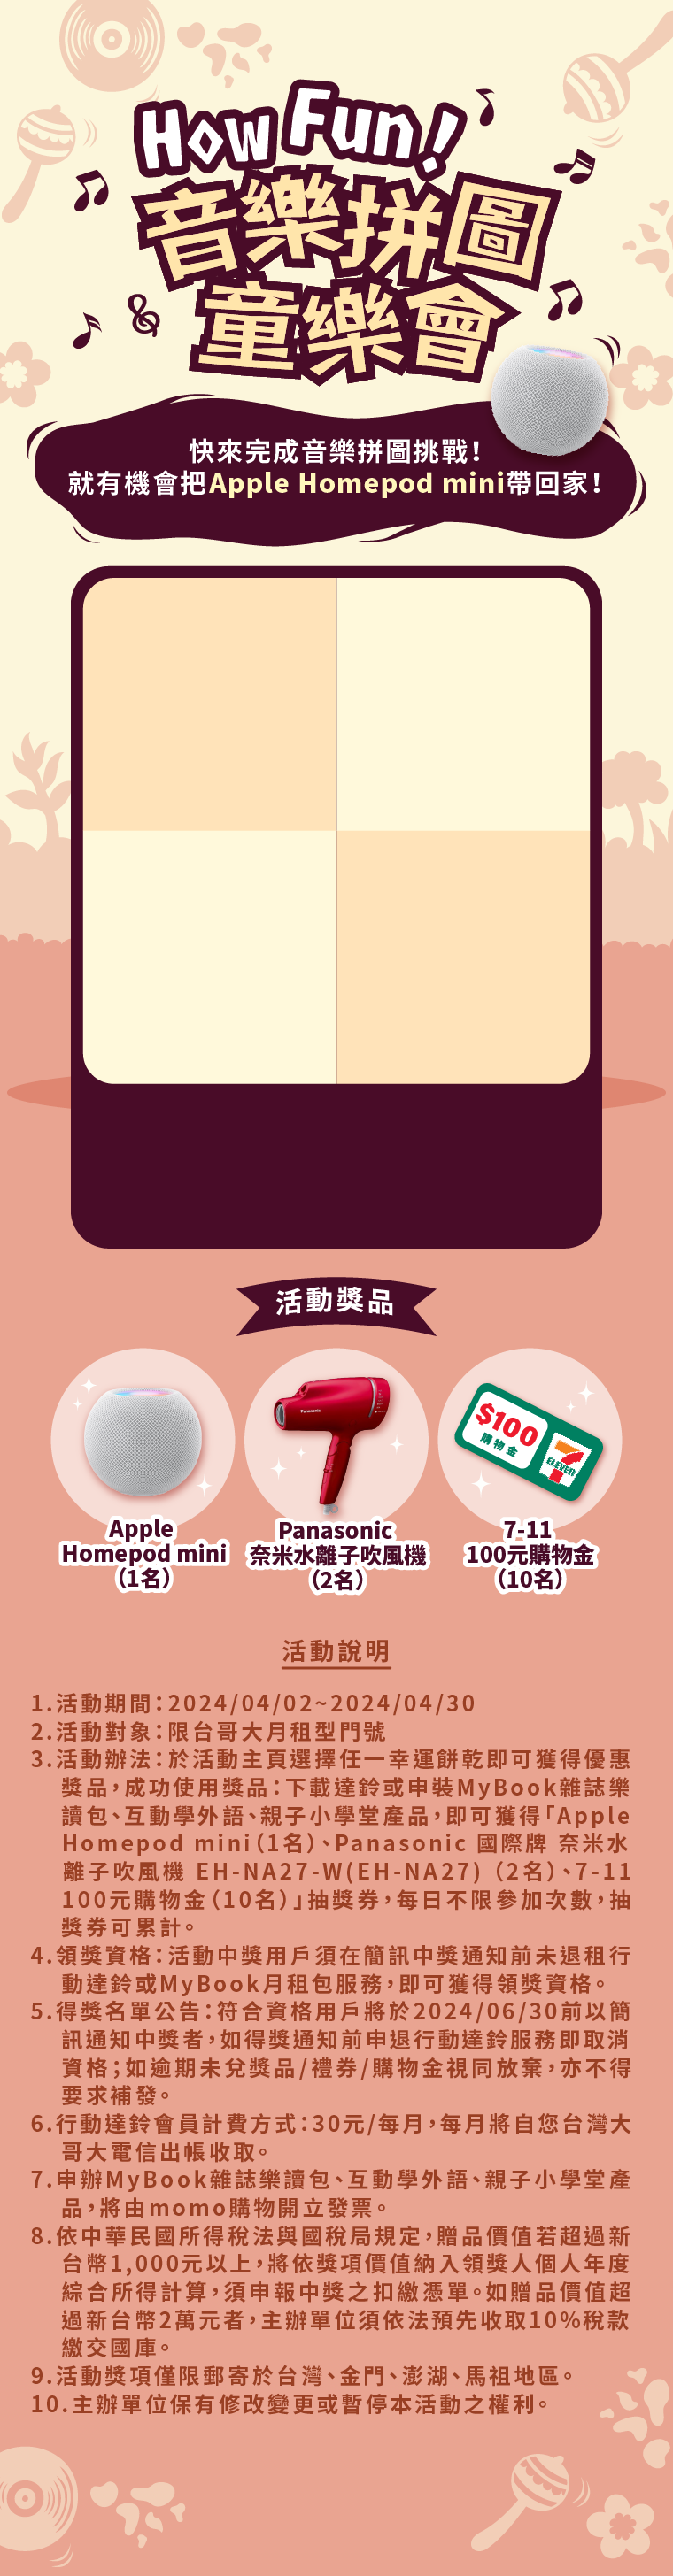 How Fun!
音樂拼圖
童樂會
快來完成音樂拼圖挑戰!
就有機會把Apple Homepod mini帶回家!
活動獎品
Panasonic
$100
購物金
7
ELEVEN
Apple
Homepod mini
(1名)
Panasonic
奈米水離子吹風機
(2名)
7-11
100元購物金
(10名)
活動說明
1.活動期間:2024/04/02~2024/04/30
2.活動對象:限台哥大月租型門號
3.活動辦法:於活動主頁選擇任一幸運餅乾即可獲得優惠
獎品,成功使用獎品:下載達鈴或申裝MyBook雜誌樂
讀包、互動學外語、親子小學堂產品,即可獲得「Apple
Homepod mini(1名)、Panasonic 國際牌 奈米水
離子吹風機 EH-NA27-W(EH-NA27) (2名)、7-11
100元購物金(10名)」抽獎券,每日不限參加次數,抽
獎券可累計。
4.領獎資格:活動中獎用戶須在簡訊中獎通知前未退租行
動達鈴或MyBook月租包服務,即可獲得領獎資格。
5.得獎名單公告:符合資格用戶將於2024/06/30前以簡
訊通知中獎者,如得獎通知前申退行動達鈴服務即取消
資格;如逾期未兌獎品/禮券/購物金視同放棄,亦不得
要求補發。
6.行動達鈴會員計費方式:30元/每月,每月將自您台灣大
哥大電信出帳收取。
7.申辦MyBook雜誌樂讀包、互動學外語、親子小學堂產
品,將由momo購物開立發票。
8.依中華民國所得稅法與國稅局規定,贈品價值若超過新
台幣1,000元以上,將依獎項價值納入領獎人個人年度
綜合所得計算,須申報中獎之扣繳憑單。如贈品價值超
過新台幣2萬元者,主辦單位須依法預先收取10%稅款
繳交國庫。
9.活動獎項僅限郵寄於台灣、金門、澎湖、馬祖地區。
10.主辦單位保有修改變更或暫停本活動之權利。